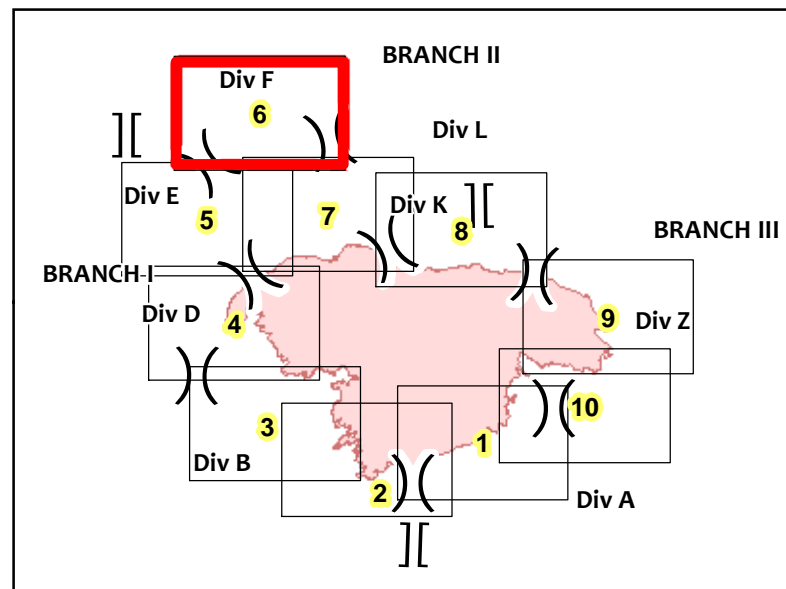 BRANCH II
Div F
6
][
Div L
Div E
5
7
Div K
8
][
BRANCH III
BRANCH I
Div D
4
9
Div Z
3
1
10
Div B
2
Div A
][